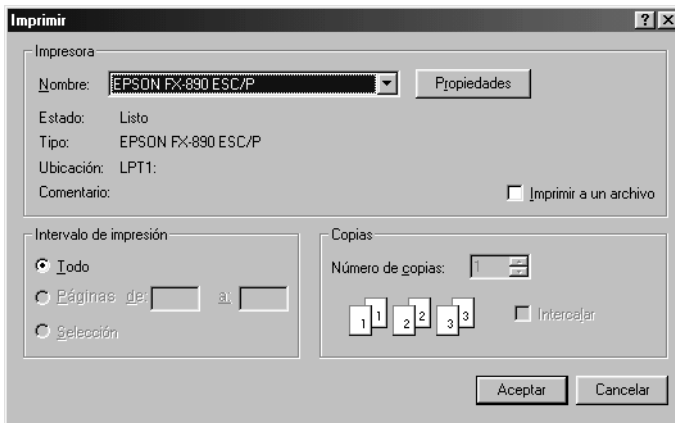 Imprimir
Impresora
Nombre: EPSON FX-890 ESC/P Propiedades
Estado: Listo
Tipo: EPSON FX-890 ESC/P
Ubicación: LPT1:
Comentario: Imprimir a un archivo
Intervalo de impresión
Todo
Páginas de: a:
Selección
Copias
Número de copias: 1
1 1 2 2 3 3
Intercalar
Aceptar Cancelar